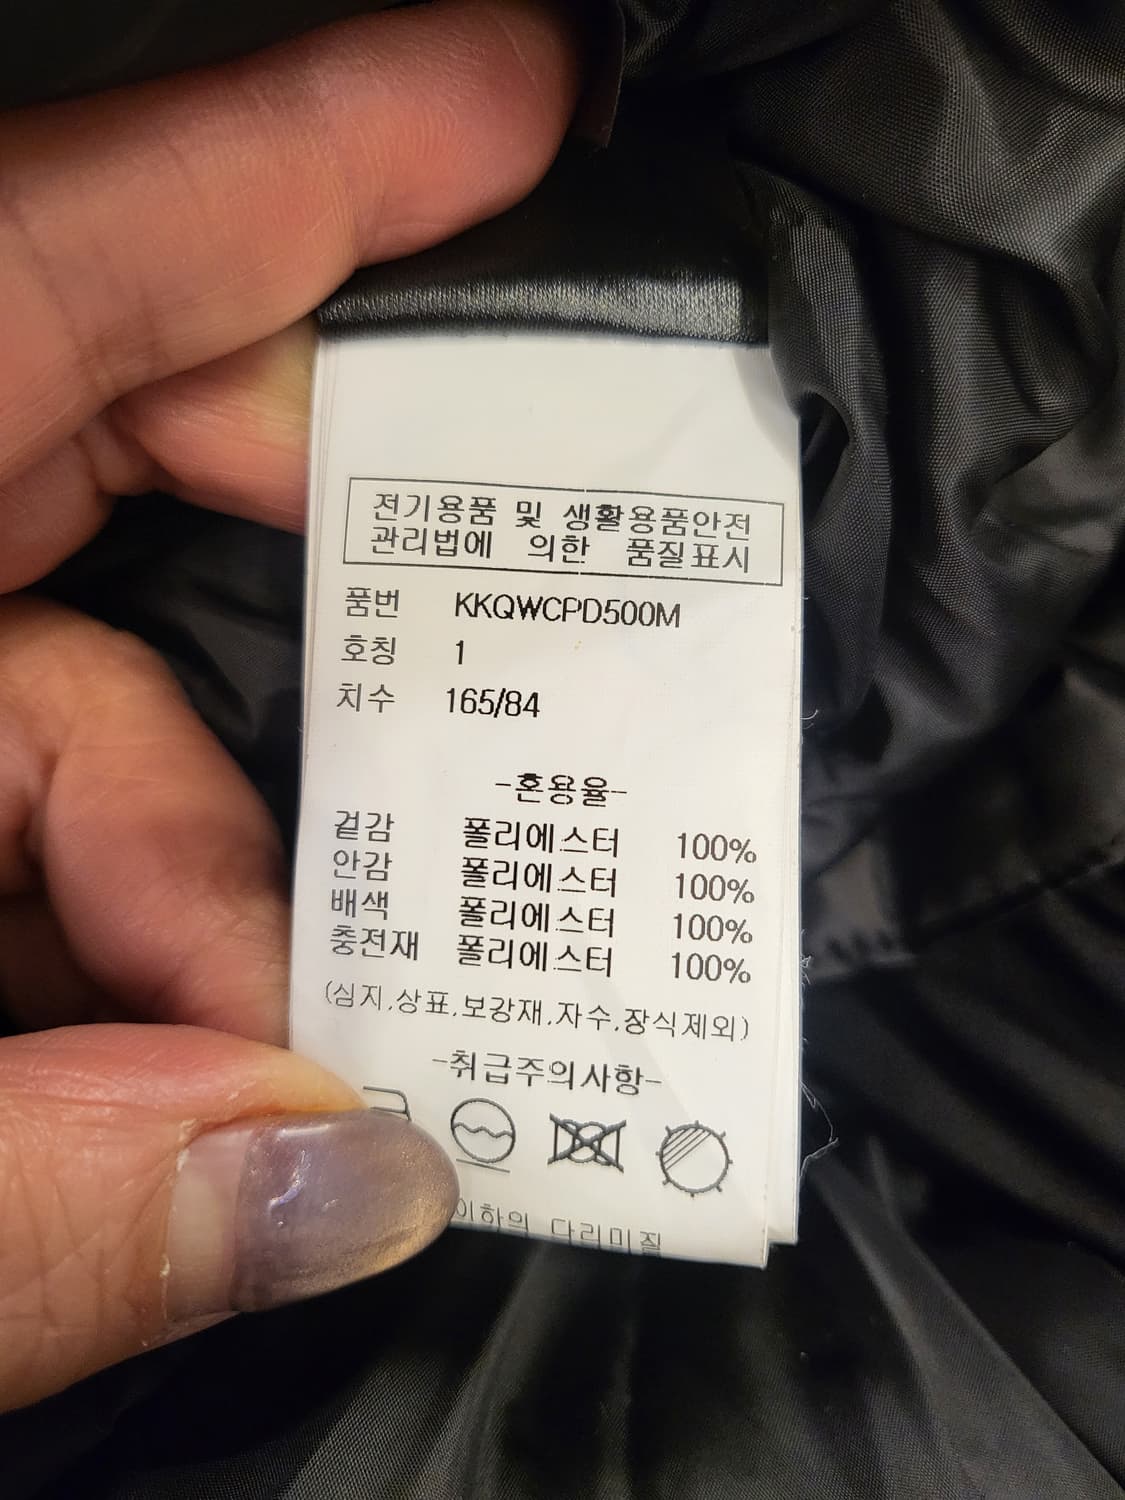 전기용품 및 생활용품안전
관리법에 의한 품질표시
품번 KKQWCPD500M
호칭 1
치수 165/84
-혼용율-
겉감 폴리에스터 100%
안감 폴리에스터 100%
배색 폴리에스터 100%
충전재 폴리에스터 100%
(심지,상표,보강재,자수,장식제외)
-취급주의사항-
이하의 다리미질